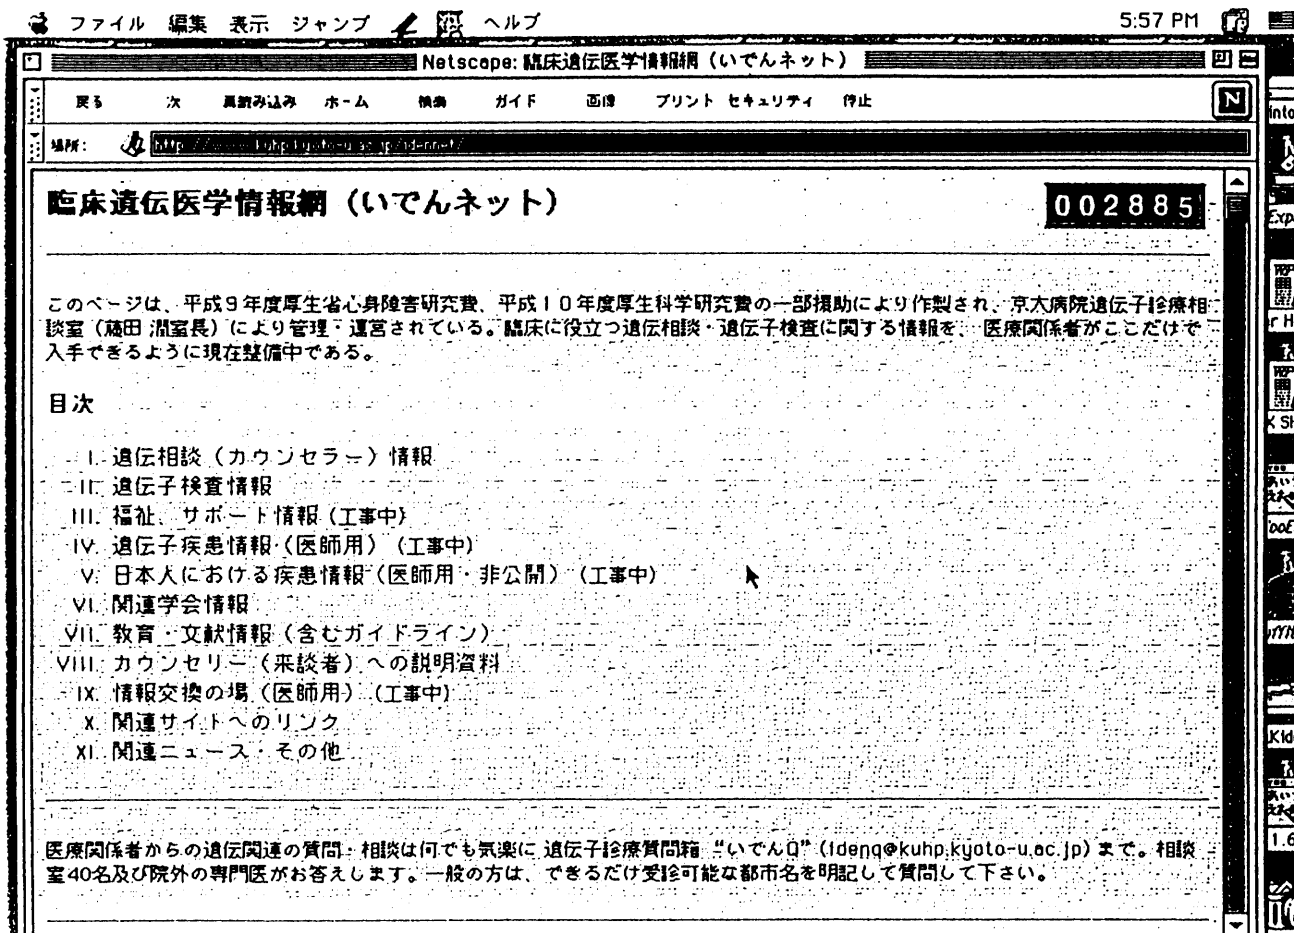 ファイル 編集 表示 ジャンプ ヘルプ 5:57 PM
Netscape: 臨床遺伝医学情報網（いでんネット）
戻る 次 再読み込み ホーム 検索 ガイド 画像 プリント セキュリティ 停止
場所:
臨床遺伝医学情報網（いでんネット）
002885
このページは、平成９年度厚生省心身障害研究費、平成１０年度厚生科学研究費の一部援助により作製され、京大病院遺伝子診療相
談室（藤田 潤室長）により管理・運営されている。臨床に役立つ遺伝相談・遺伝子検査に関する情報を、医療関係者がここだけで
入手できるように現在整備中である。
目次
I. 遺伝相談（カウンセラー）情報
II. 遺伝子検査情報
III. 福祉、サポート情報（工事中）
IV. 遺伝子疾患情報（医師用）（工事中）
V. 日本人における疾患情報（医師用・非公開）（工事中）
VI. 関連学会情報
VII. 教育・文献情報（含むガイドライン）
VIII. カウンセリー（来談者）への説明資料
IX. 情報交換の場（医師用）（工事中）
X. 関連サイトへのリンク
XI. 関連ニュース・その他
医療関係者からの遺伝関連の質問・相談は何でも気楽に 遺伝子診療質問箱 “いでんQ” (idenq@kuhp.kyoto-u.ac.jp) まで。相談
室40名及び院外の専門医がお答えします。一般の方は、できるだけ受診可能な都市名を明記して質問して下さい。